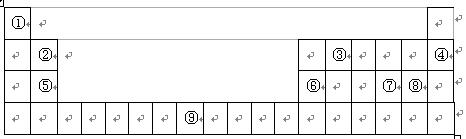 ①
② ③ ④
⑤ ⑥ ⑦ ⑧
⑨